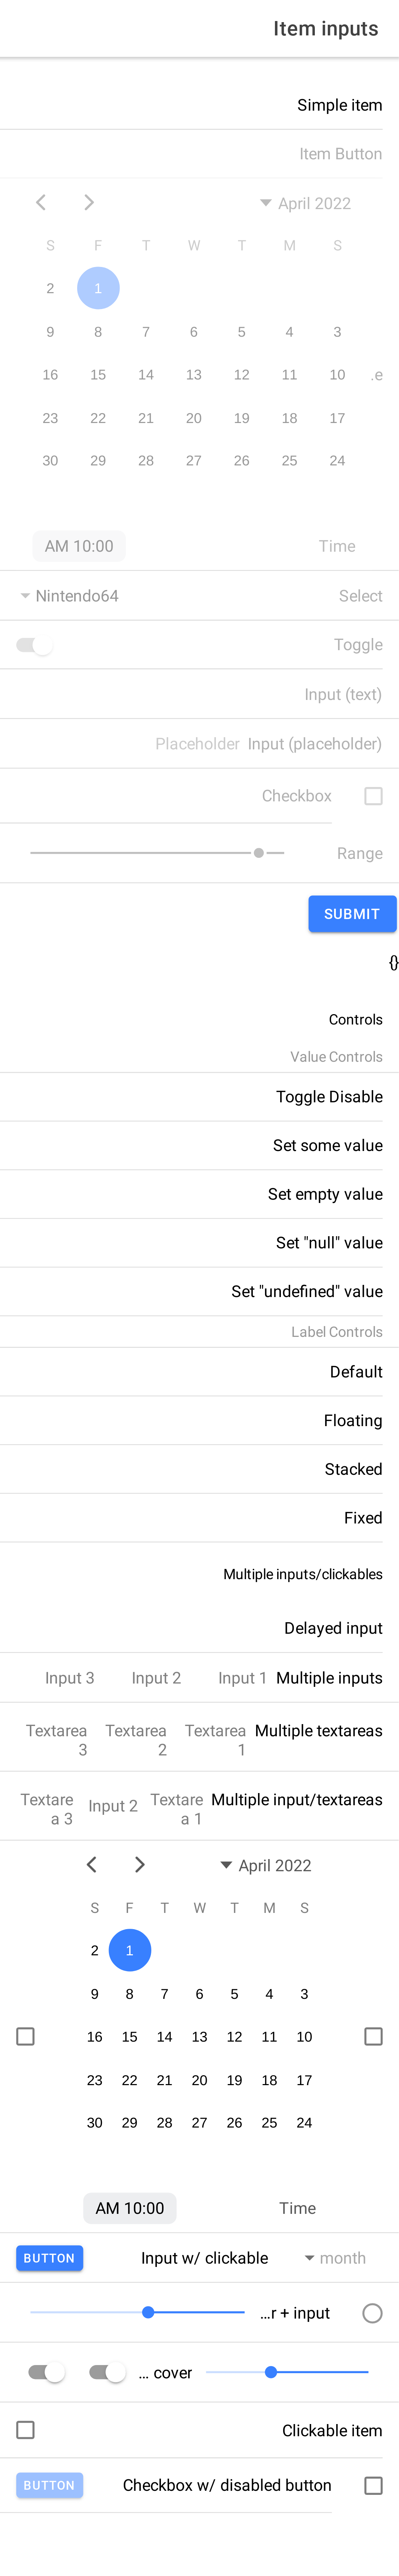 Item inputs
Simple item
Item Button
April 2022
S M T W T F S
1 2
3 4 5 6 7 8 9
.e
10 11 12 13 14 15 16
17 18 19 20 21 22 23
24 25 26 27 28 29 30
Time AM 10:00
Select Nintendo64
Toggle
Input (text)
Input (placeholder) Placeholder
Checkbox
Range
SUBMIT
{}
Controls
Value Controls
Toggle Disable
Set some value
Set empty value
Set "null" value
Set "undefined" value
Label Controls
Default
Floating
Stacked
Fixed
Multiple inputs/clickables
Delayed input
Multiple inputs Input 1 Input 2 Input 3
Multiple textareas Textarea 1 Textarea 2 Textarea 3
Multiple input/textareas Textare
a 1 Input 2 Textare
a 3
April 2022
S M T W T F S
1 2
3 4 5 6 7 8 9
10 11 12 13 14 15 16
17 18 19 20 21 22 23
24 25 26 27 28 29 30
Time AM 10:00
month Input w/ clickable BUTTON
...r + input
... cover
Clickable item
Checkbox w/ disabled button BUTTON